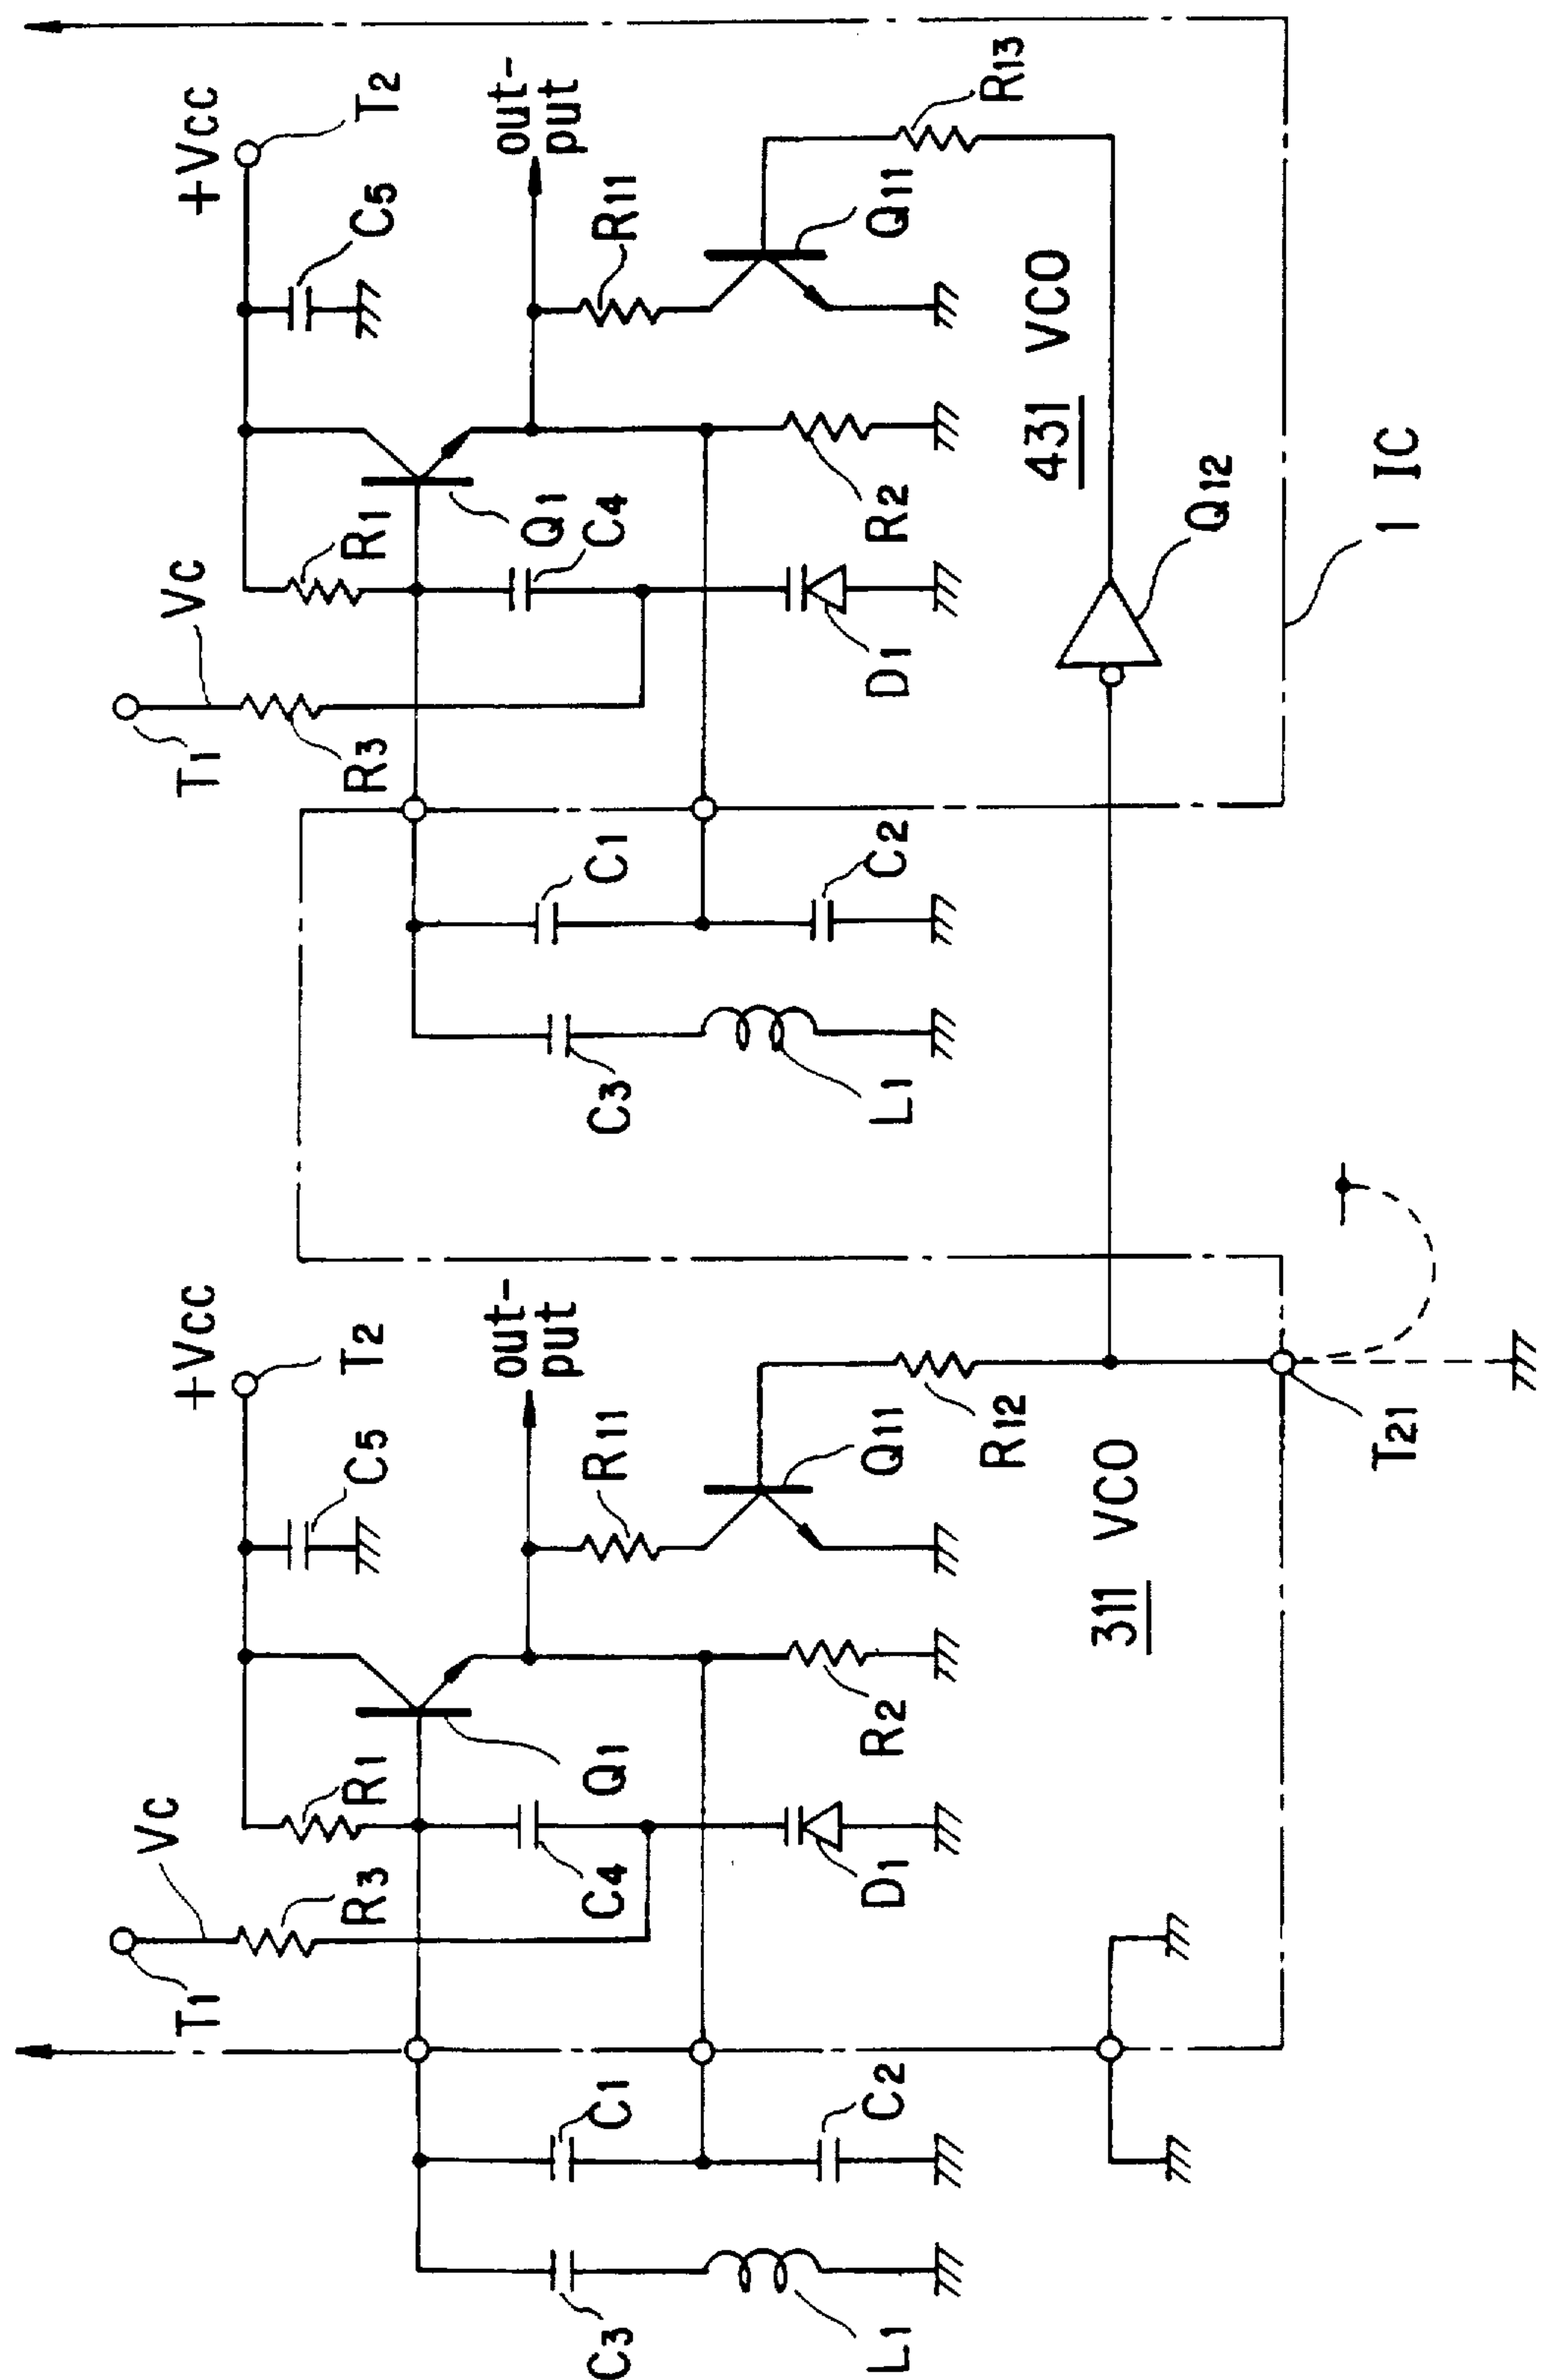 +VCC
T2
C5
out-
put
R11
R13
Q11
VC
R1
Q1
C4
R2
431 VCO
T1
R3
D1
Q12
1 IC
C1
C2
C3
L1
+VCC
T2
C5
out-
put
R11
Q11
R12
T21
VC
R1
Q1
R2
311 VCO
T1
R3
C4
D1
C1
C2
C3
L1